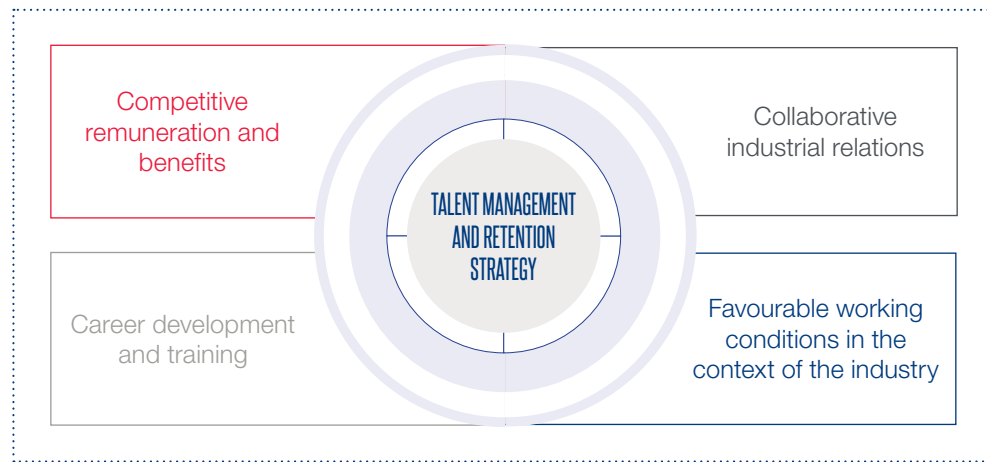 Competitive
remuneration and
benefits
Collaborative
industrial relations
TALENT MANAGEMENT
AND RETENTION
STRATEGY
Career development
and training
Favourable working
conditions in the
context of the industry